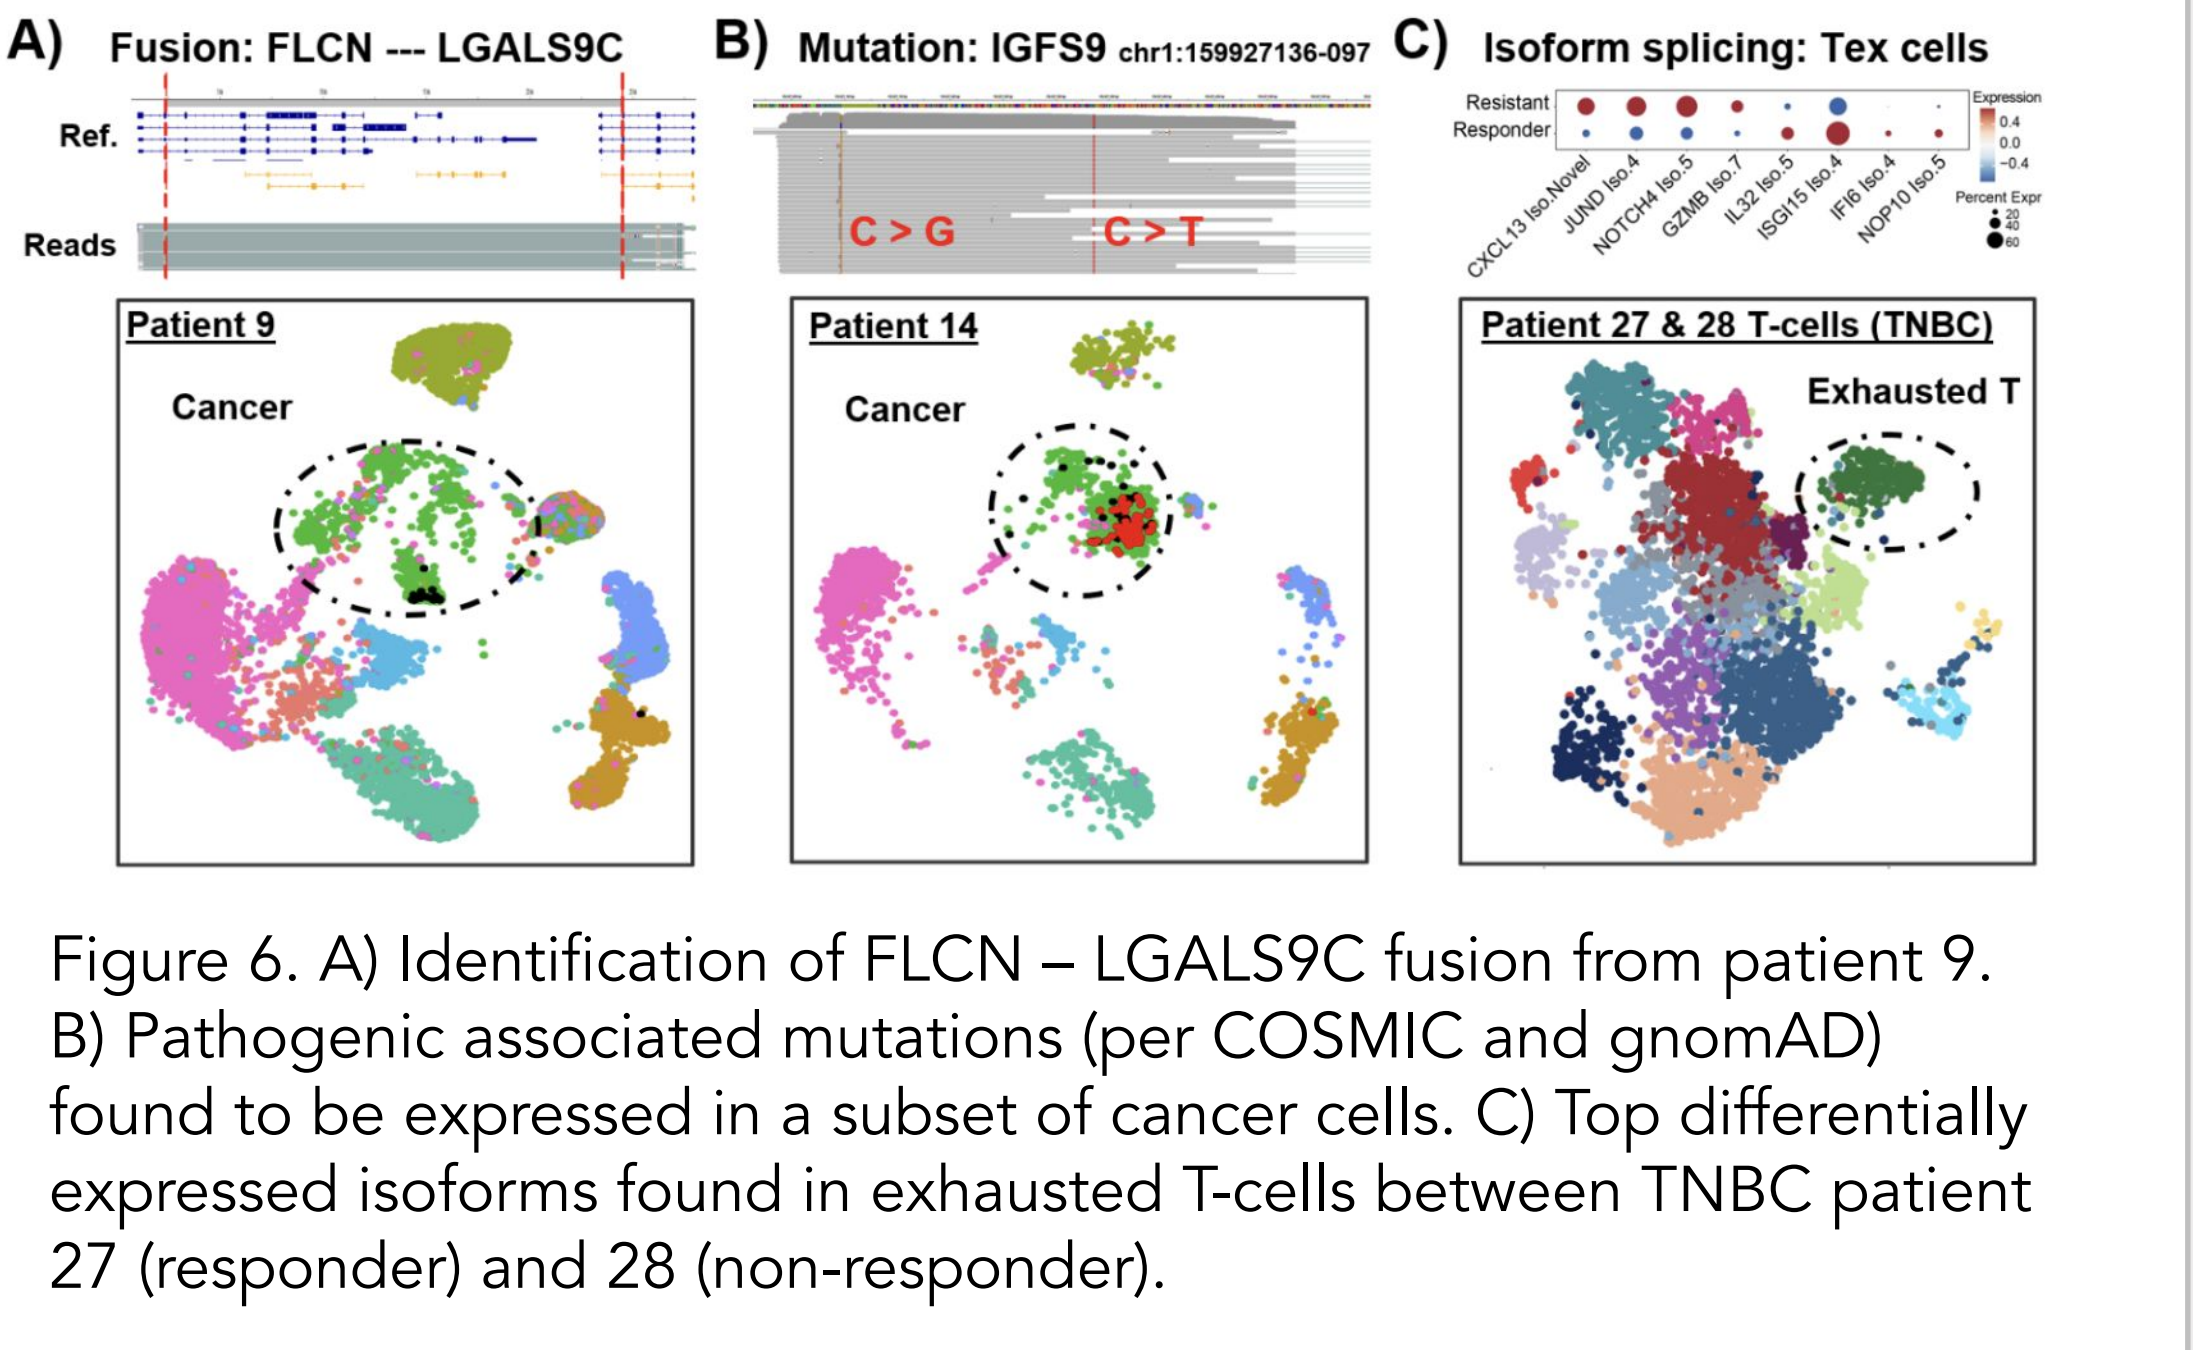 A) Fusion: FLCN --- LGALS9C
Ref.
Reads
Patient 9
Cancer
B) Mutation: IGFS9 chr1:159927136-097
C > G
C > T
Patient 14
Cancer
C) Isoform splicing: Tex cells
Resistant
Responder
CXCL13 Iso.Novel
JUND Iso.4
NOTCH4 Iso.5
GZMB Iso.7
IL32 Iso.5
ISGI15 Iso.4
IFI6 Iso.4
NOP10 Iso.5
Expression
0.4
0.0
−0.4
Percent Expr
20
40
60
Patient 27 & 28 T-cells (TNBC)
Exhausted T
Figure 6. A) Identification of FLCN – LGALS9C fusion from patient 9.
B) Pathogenic associated mutations (per COSMIC and gnomAD)
found to be expressed in a subset of cancer cells. C) Top differentially
expressed isoforms found in exhausted T-cells between TNBC patient
27 (responder) and 28 (non-responder).